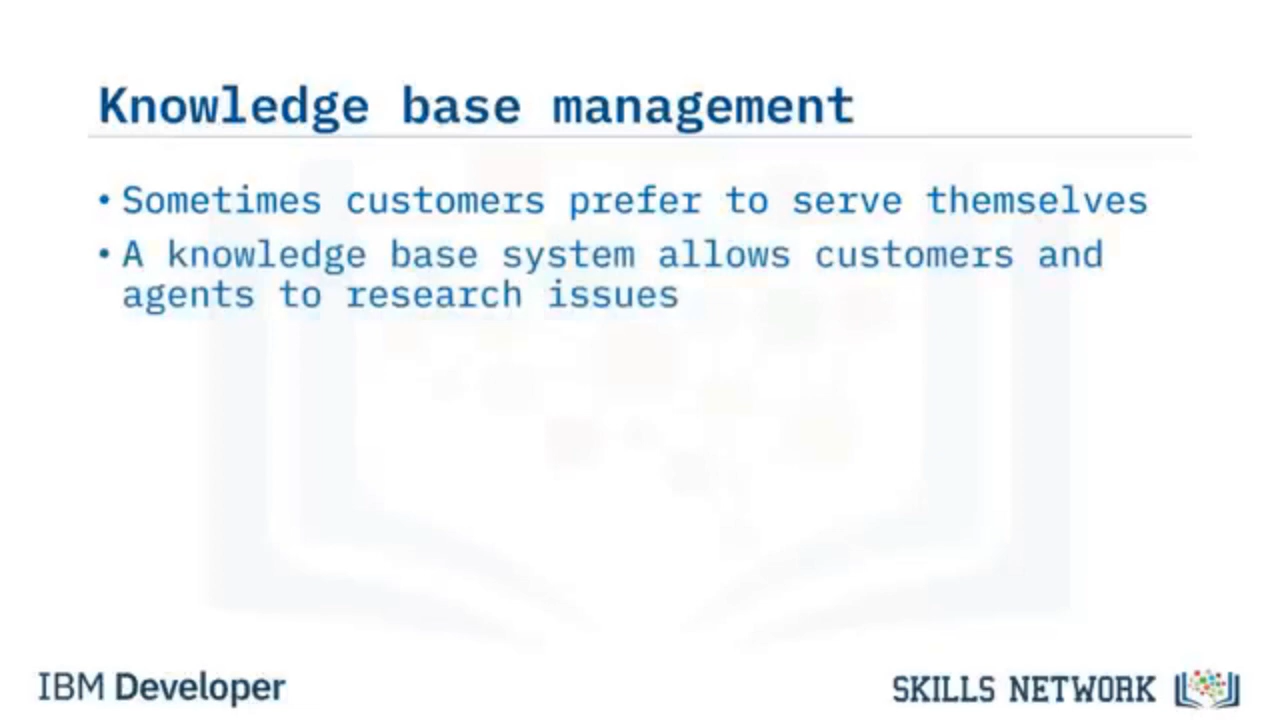 Knowledge base management
• Sometimes customers prefer to serve themselves
• A knowledge base system allows customers and
agents to research issues
IBM Developer
SKILLS NETWORK